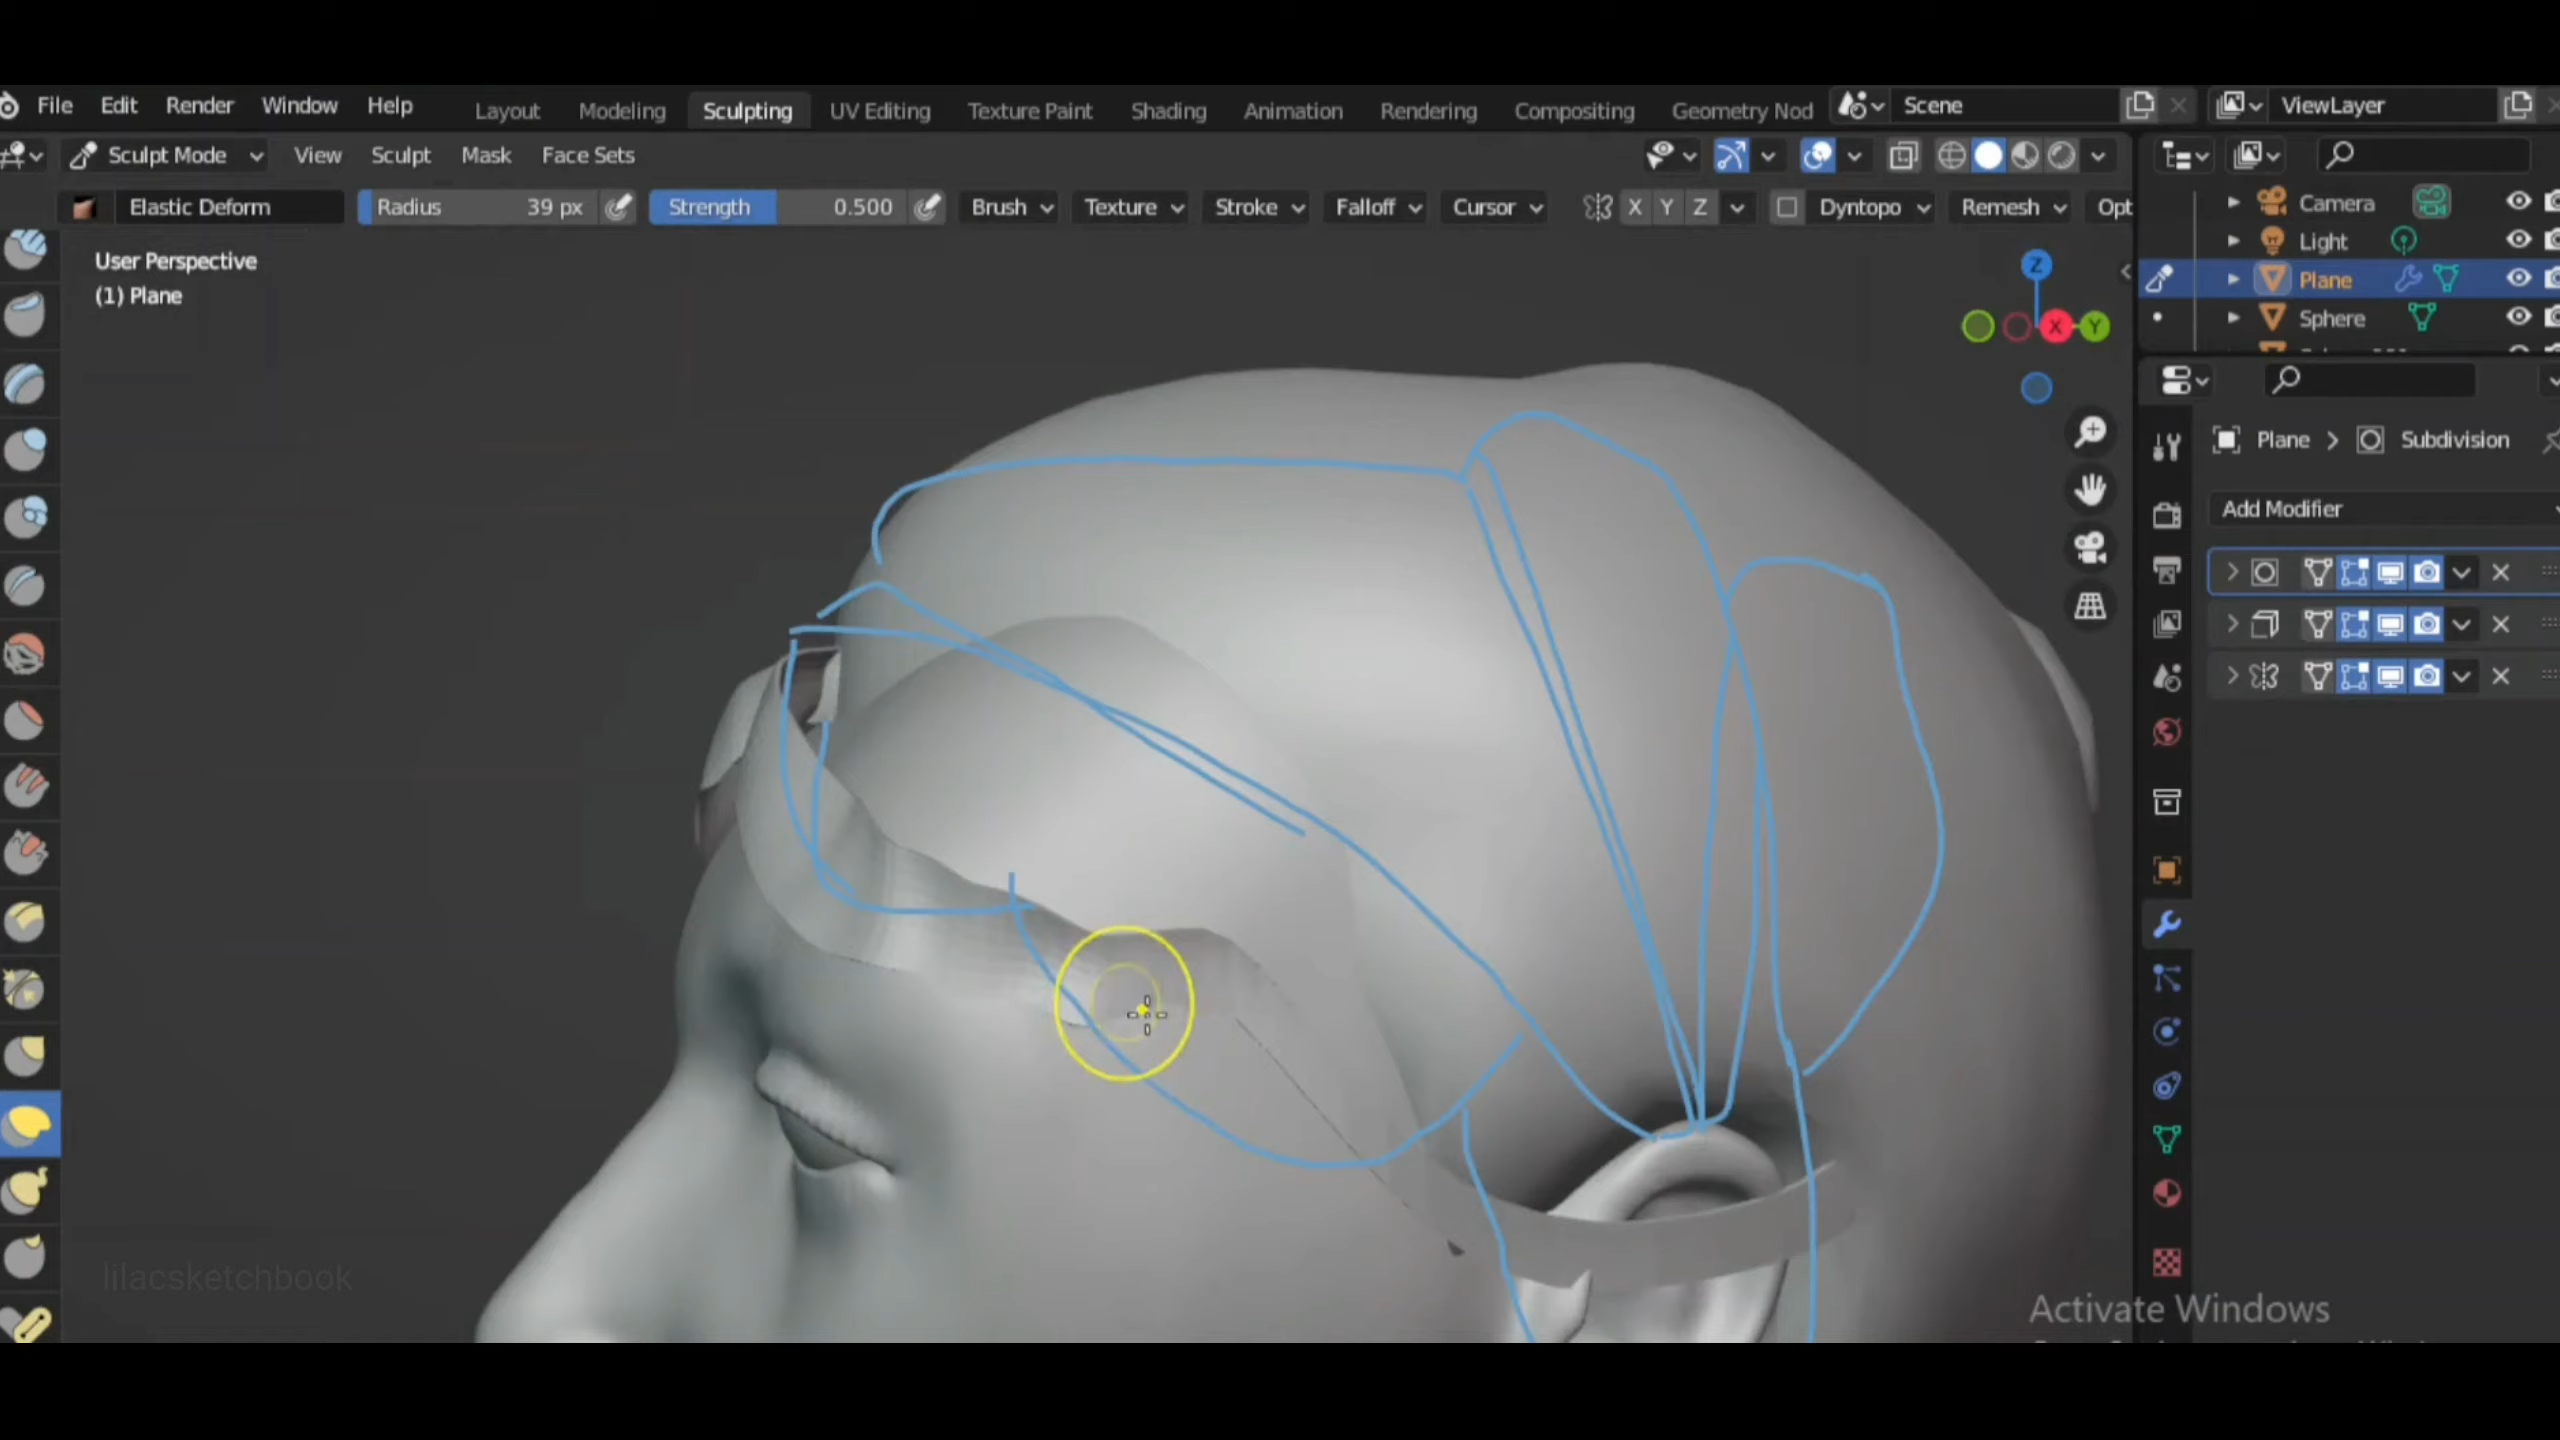 File Edit Render Window Help Layout Modeling Sculpting UV Editing Texture Paint Shading Animation Rendering Compositing Geometry Nod Scene ViewLayer
Sculpt Mode View Sculpt Mask Face Sets
Elastic Deform Radius 39 px Strength 0.500 Brush Texture Stroke Falloff Cursor X Y Z Dyntopo Remesh Opt
Camera
Light
Plane
Sphere
User Perspective
(1) Plane
Z
X Y
Plane > Subdivision
Add Modifier
lilacsketchbook
Activate Windows